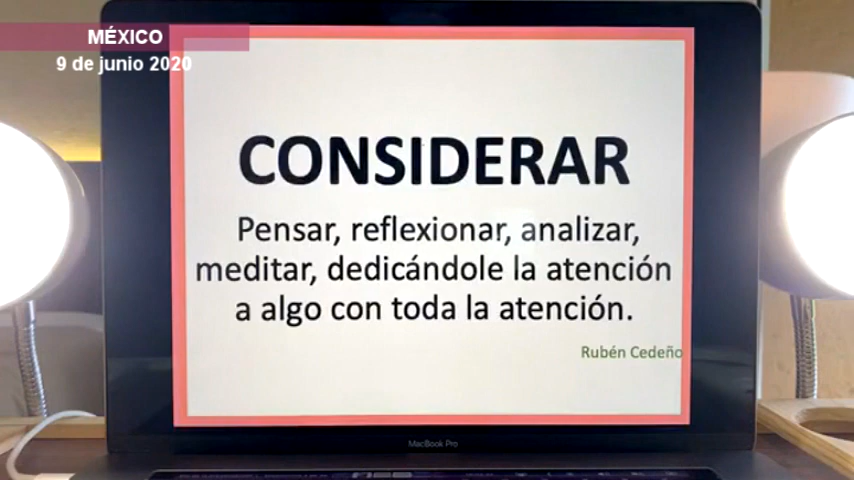 MÉXICO
9 de junio 2020
CONSIDERAR
Pensar, reflexionar, analizar,
meditar, dedicándole la atención
a algo con toda la atención.
Rubén Cedeño
MacBook Pro